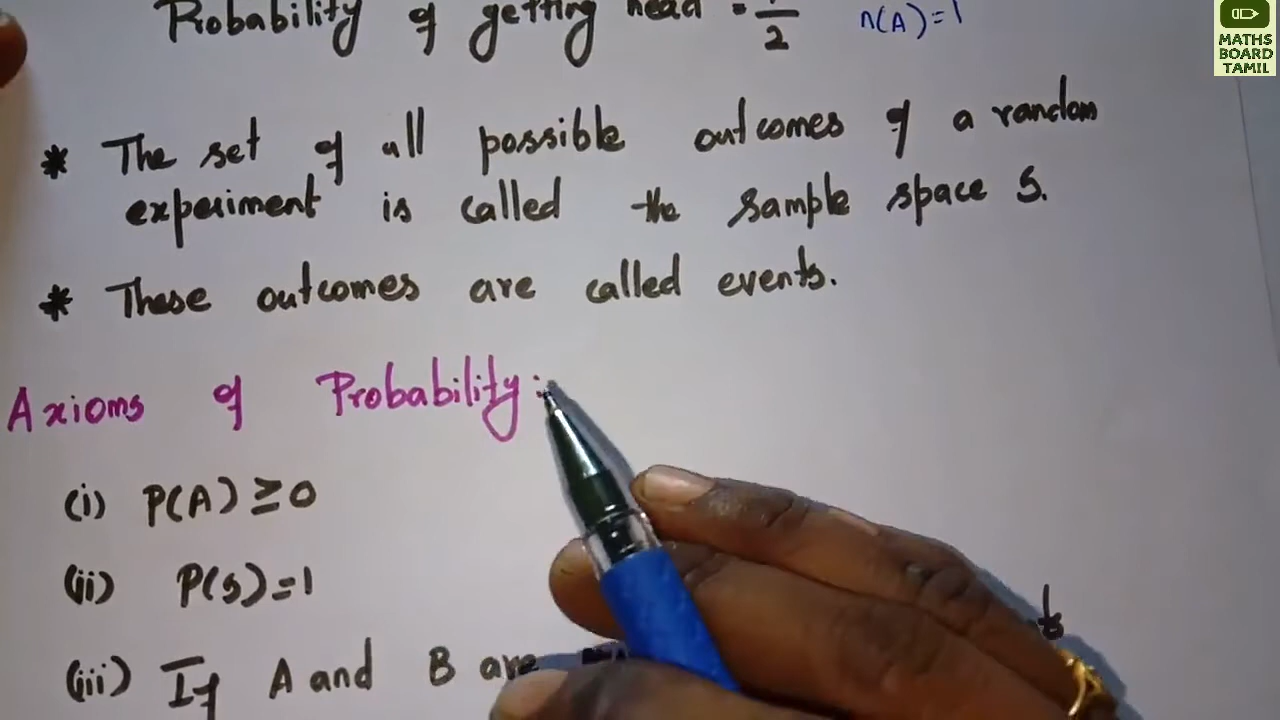 Probability of getting head = 1/2 n(A)=1
MATHS
BOARD
TAMIL
* The set of all possible outcomes of a random
experiment is called the sample space S.
* These outcomes are called events.
Axioms of Probability:
(i) P(A) ≥ 0
(ii) P(S)=1
(iii) If A and B are